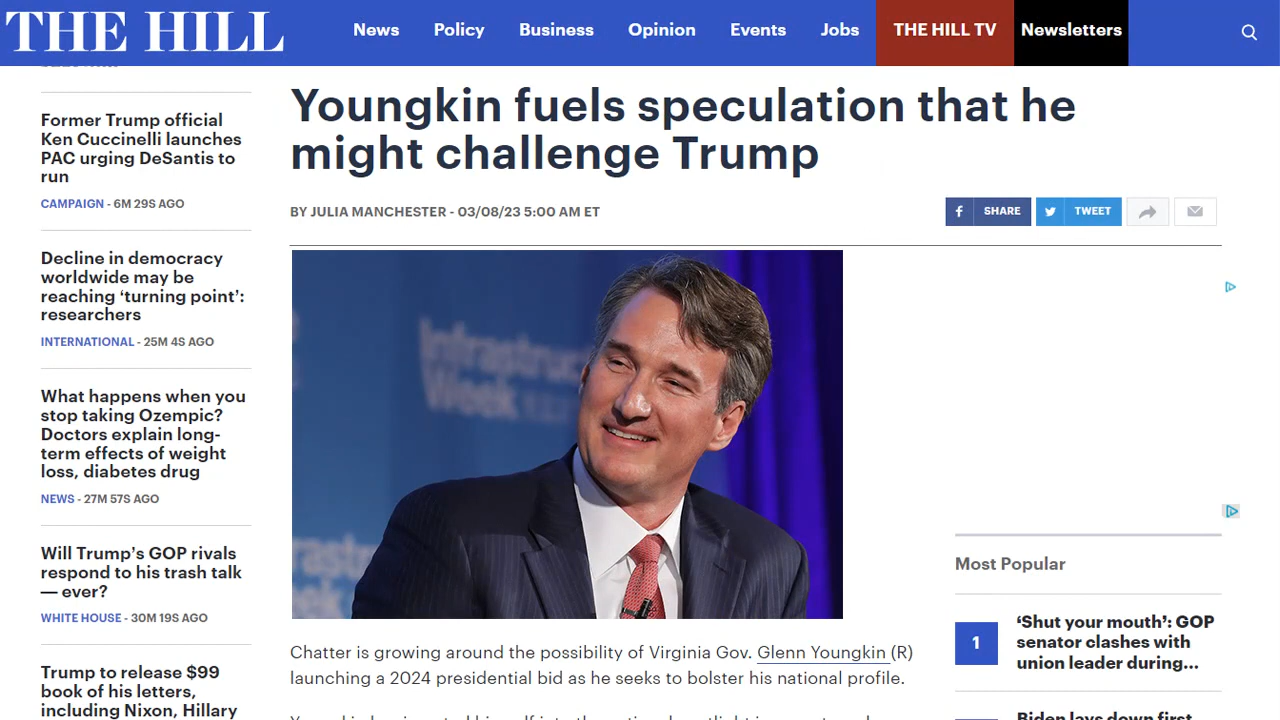 THE HILL
News
Policy
Business
Opinion
Events
Jobs
THE HILL TV
Newsletters
Former Trump official
Ken Cuccinelli launches
PAC urging DeSantis to
run
CAMPAIGN - 6M 29S AGO
Decline in democracy
worldwide may be
reaching ‘turning point’:
researchers
INTERNATIONAL - 25M 4S AGO
What happens when you
stop taking Ozempic?
Doctors explain long-
term effects of weight
loss, diabetes drug
NEWS - 27M 57S AGO
Will Trump’s GOP rivals
respond to his trash talk
— ever?
WHITE HOUSE - 30M 19S AGO
Trump to release $99
book of his letters,
including Nixon, Hillary
Youngkin fuels speculation that he
might challenge Trump
BY JULIA MANCHESTER - 03/08/23 5:00 AM ET
SHARE
TWEET
Infrastruc
Week
Chatter is growing around the possibility of Virginia Gov. Glenn Youngkin (R)
launching a 2024 presidential bid as he seeks to bolster his national profile.
Most Popular
1
‘Shut your mouth’: GOP
senator clashes with
union leader during...
Biden lays down first